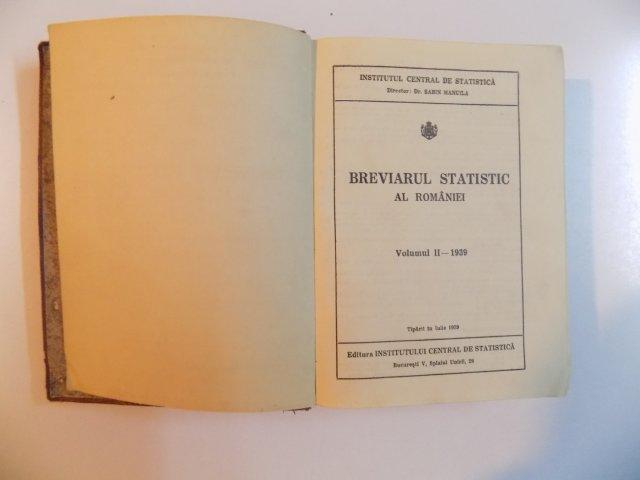 INSTITUTUL CENTRAL DE STATISTICĂ
Director: Dr. SABIN MANUILA
BREVIARUL STATISTIC
AL ROMÂNIEI
Volumul II — 1939
Tipărit în Iulie 1939
Editura INSTITUTULUI CENTRAL DE STATISTICĂ
București V, Splaiul Unirii, 28